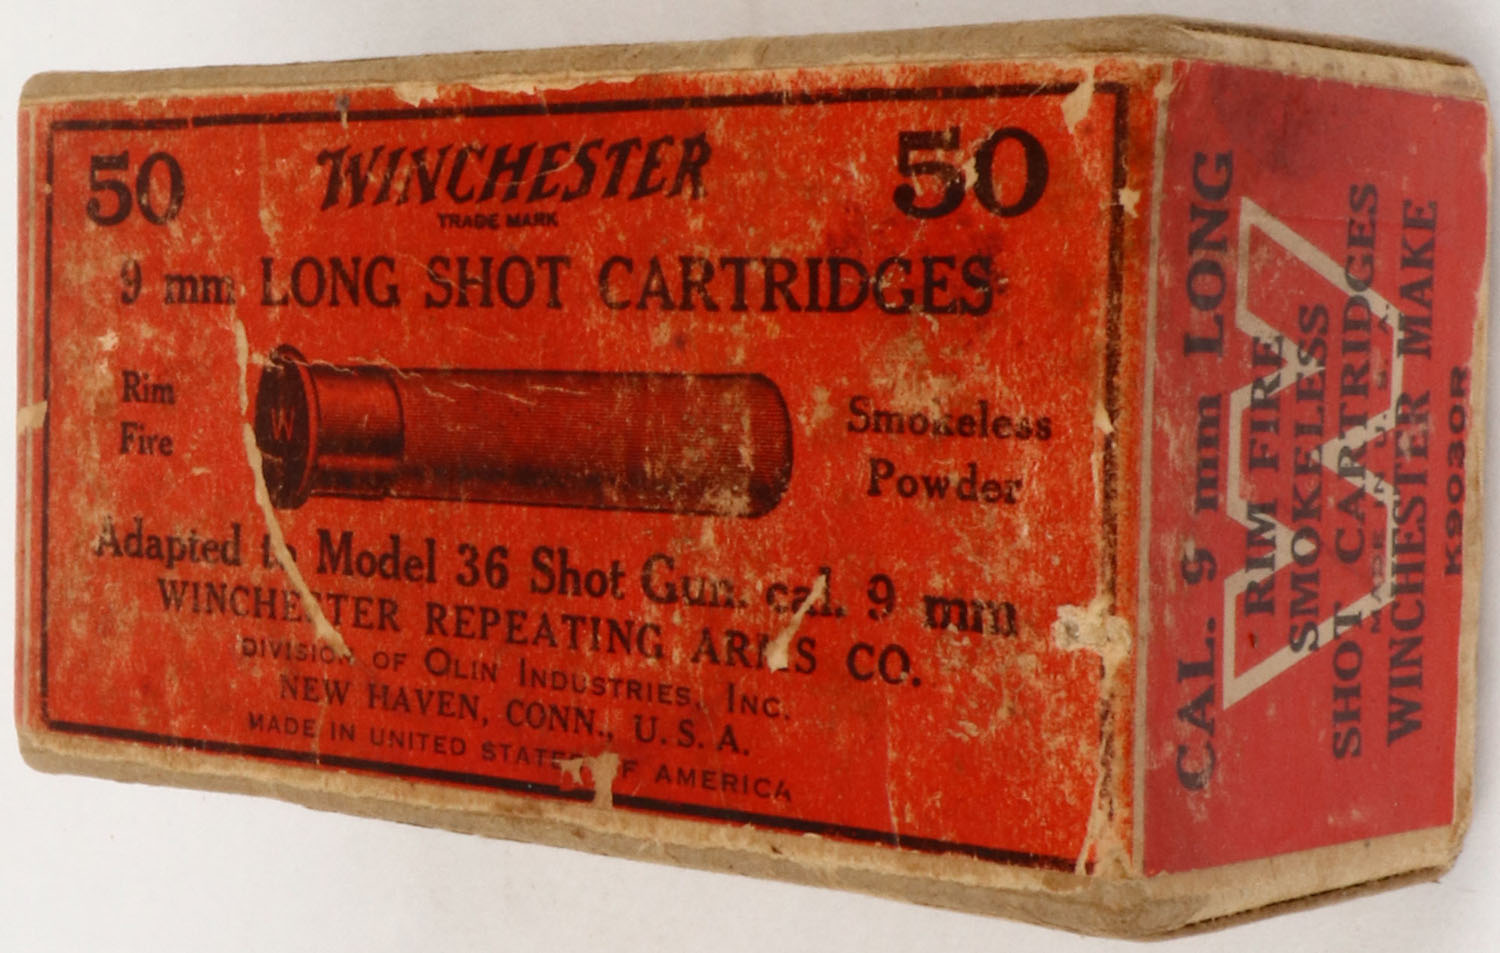 50 WINCHESTER 50
TRADE MARK
9 mm LONG SHOT CARTRIDGES
Rim
Fire
W
Smokeless
Powder
Adapted to Model 36 Shot Gun. cal. 9 mm
WINCHESTER REPEATING ARMS CO.
DIVISION OF OLIN INDUSTRIES, INC.
NEW HAVEN, CONN., U.S.A.
MADE IN UNITED STATES OF AMERICA
CAL. 9 mm LONG
W
RIM FIRE
SMOKELESS
SHOT CARTRIDGES
MADE IN U.S.A.
WINCHESTER MAKE
K9030R